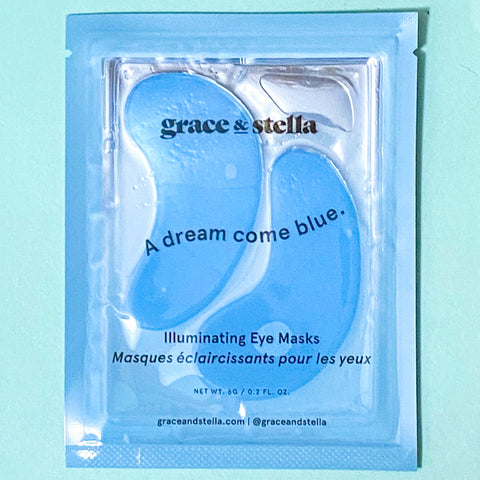 grace & stella
A dream come blue.
Illuminating Eye Masks
Masques éclaircissants pour les yeux
NET WT. 6G / 0.2 FL. OZ.
graceandstella.com | @graceandstella